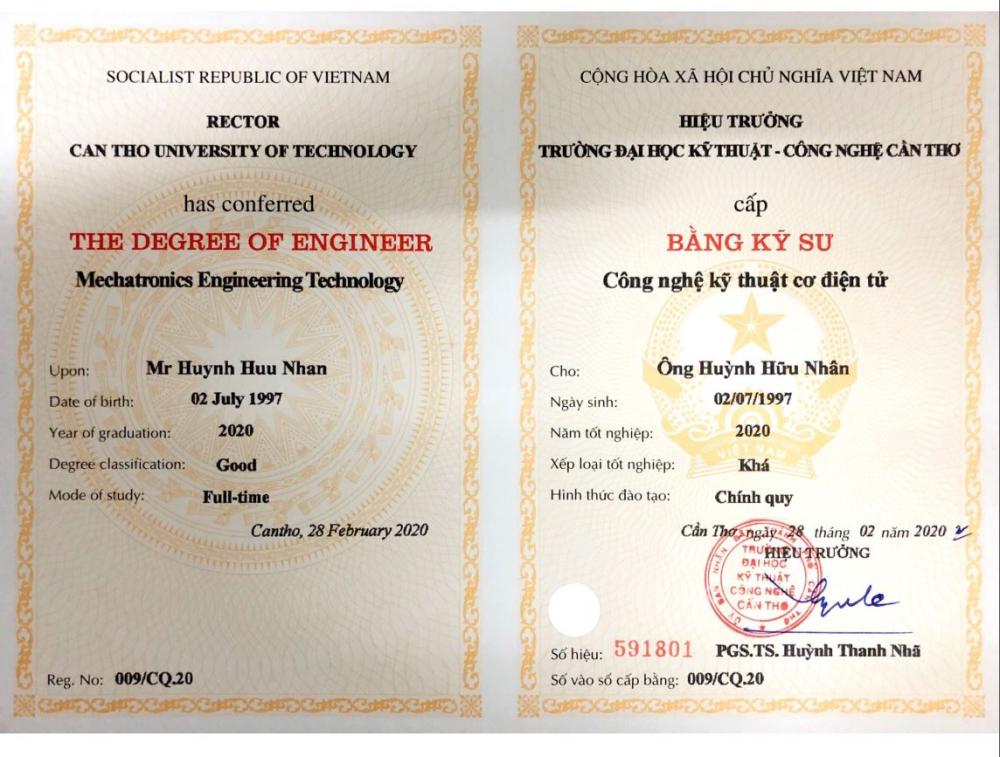 SOCIALIST REPUBLIC OF VIETNAM
RECTOR
CAN THO UNIVERSITY OF TECHNOLOGY
has conferred
THE DEGREE OF ENGINEER
Mechatronics Engineering Technology
Upon: Mr Huynh Huu Nhan
Date of birth: 02 July 1997
Year of graduation: 2020
Degree classification: Good
Mode of study: Full-time
Cantho, 28 February 2020
Reg. No: 009/CQ.20
CỘNG HÒA XÃ HỘI CHỦ NGHĨA VIỆT NAM
HIỆU TRƯỞNG
TRƯỜNG ĐẠI HỌC KỸ THUẬT - CÔNG NGHỆ CẦN THƠ
cấp
BẰNG KỸ SƯ
Công nghệ kỹ thuật cơ điện tử
Cho: Ông Huỳnh Hữu Nhân
Ngày sinh: 02/07/1997
Năm tốt nghiệp: 2020
VIỆT NAM
Xếp loại tốt nghiệp: Khá
Hình thức đào tạo: Chính quy
Cần Thơ, ngày 28 tháng 02 năm 2020
HIỆU TRƯỞNG
TRƯỜNG
ĐẠI HỌC
KỸ THUẬT
CÔNG NGHỆ
CẦN THƠ
Số hiệu: 591801
PGS.TS. Huỳnh Thanh Nhã
Số vào sổ cấp bằng: 009/CQ.20